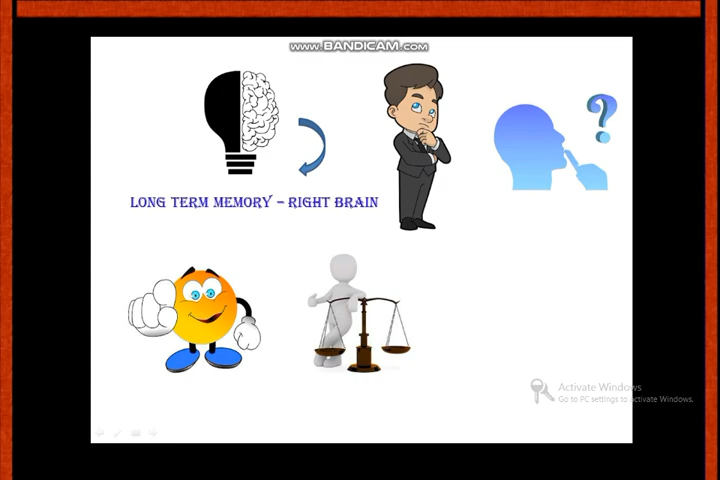 www.BANDICAM.com
LONG TERM MEMORY – RIGHT BRAIN
?
Activate Windows
Go to PC settings to activate Windows.